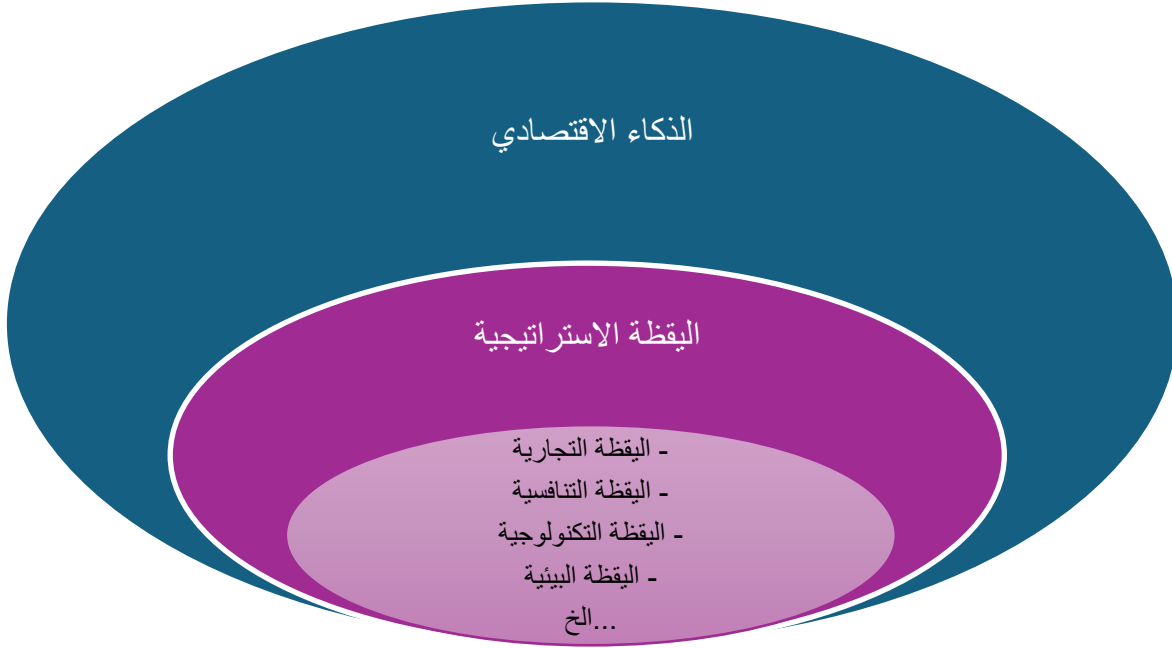 الذكاء الاقتصادي
اليقظة الاستراتيجية
- اليقظة التجارية
- اليقظة التنافسية
- اليقظة التكنولوجية
- اليقظة البيئية
...الخ